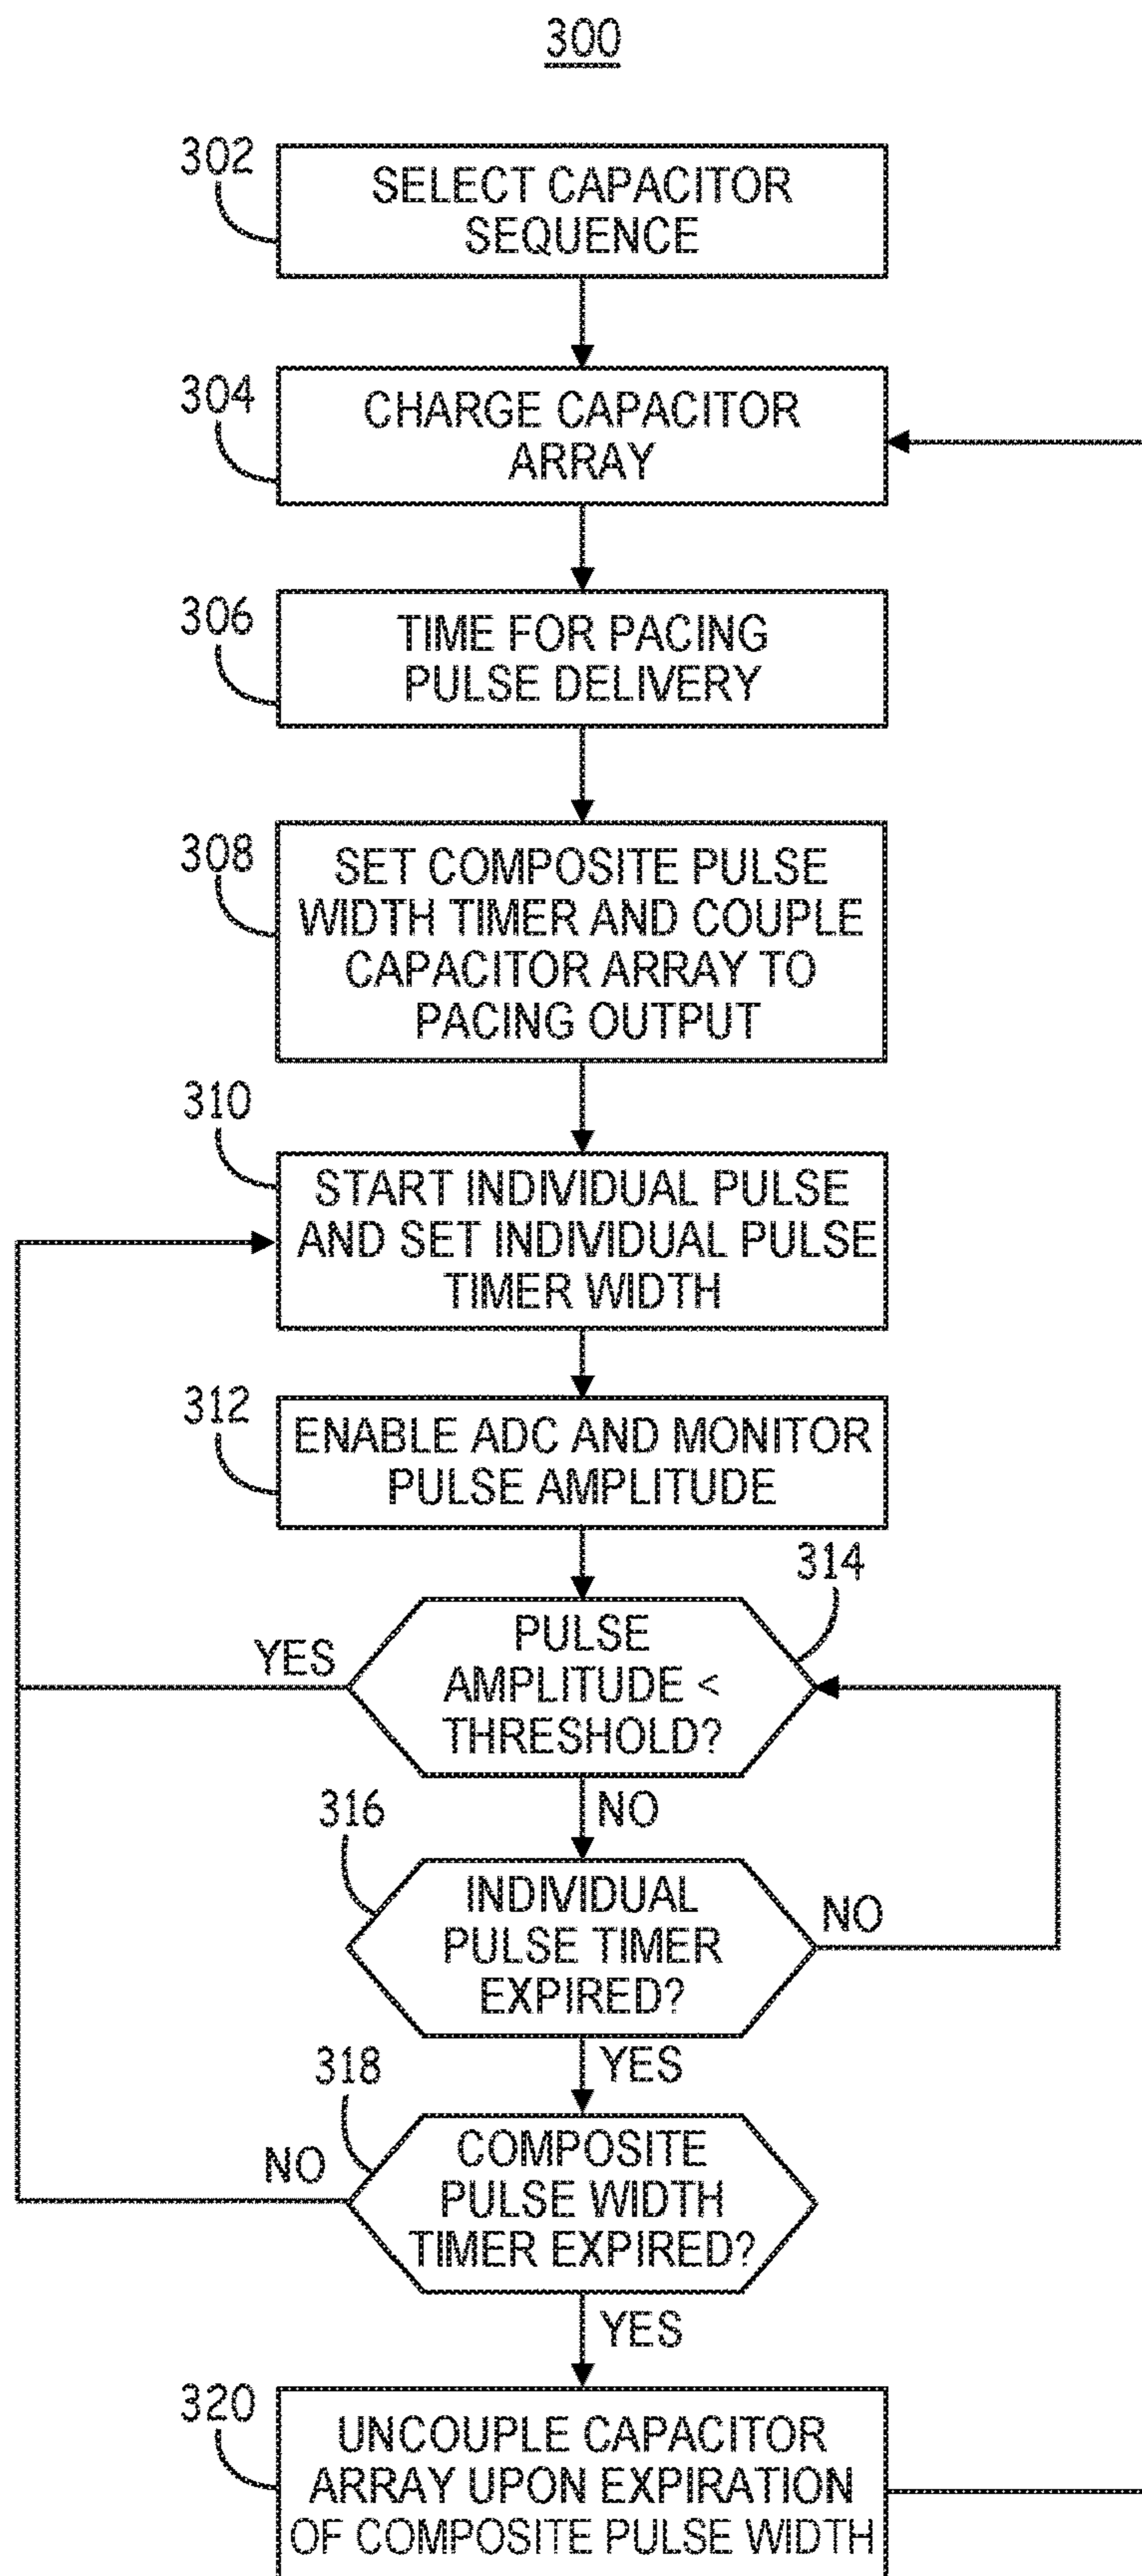 300
302
SELECT CAPACITOR
SEQUENCE
304
CHARGE CAPACITOR
ARRAY
306
TIME FOR PACING
PULSE DELIVERY
308
SET COMPOSITE PULSE
WIDTH TIMER AND COUPLE
CAPACITOR ARRAY TO
PACING OUTPUT
310
START INDIVIDUAL PULSE
AND SET INDIVIDUAL PULSE
TIMER WIDTH
312
ENABLE ADC AND MONITOR
PULSE AMPLITUDE
314
YES
PULSE
AMPLITUDE <
THRESHOLD?
NO
316
INDIVIDUAL
PULSE TIMER
EXPIRED?
NO
YES
318
NO
COMPOSITE
PULSE WIDTH
TIMER EXPIRED?
YES
320
UNCOUPLE CAPACITOR
ARRAY UPON EXPIRATION
OF COMPOSITE PULSE WIDTH